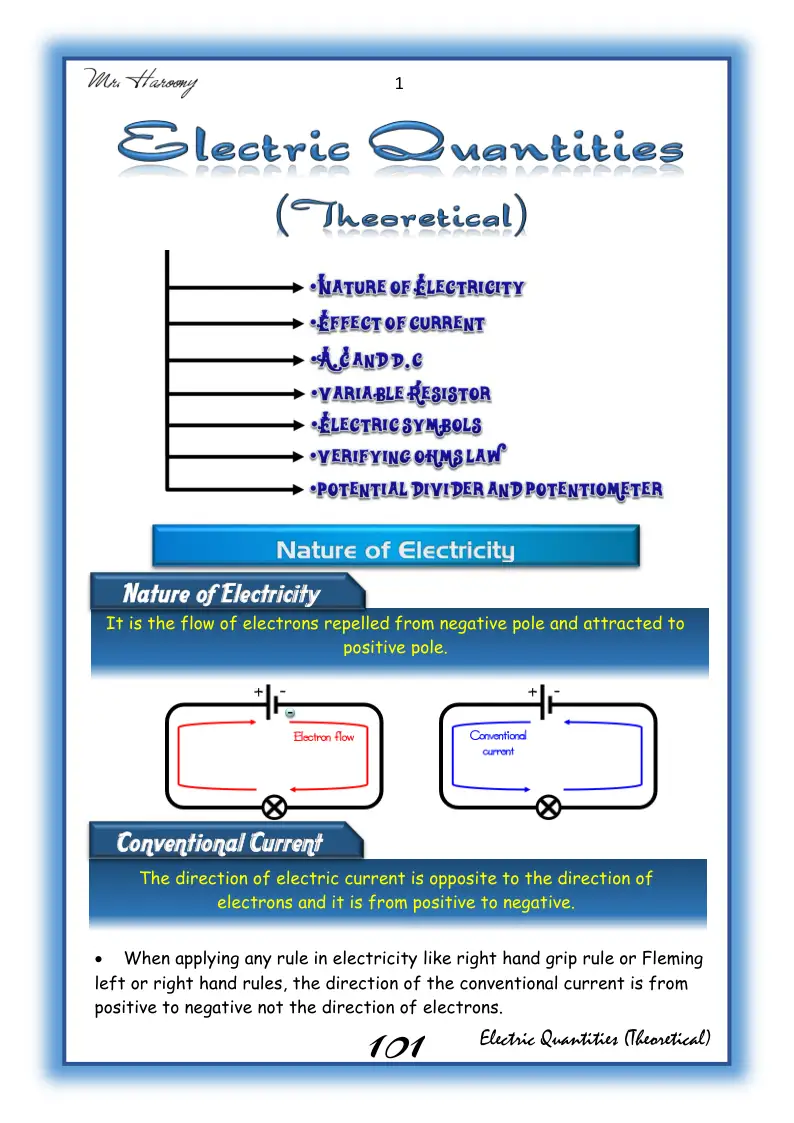 Mr. Haroony
1
Electric Quantities
(Theoretical)
•Nature of Electricity
•Effect of current
•A.C and d.c
•variable Resistor
•Electric symbols
•verifying ohms law
•potential divider and potentiometer
Nature of Electricity
Nature of Electricity
It is the flow of electrons repelled from negative pole and attracted to
positive pole.
+ -
-
Electron flow
+ -
Conventional
current
Conventional Current
The direction of electric current is opposite to the direction of
electrons and it is from positive to negative.
• When applying any rule in electricity like right hand grip rule or Fleming
left or right hand rules, the direction of the conventional current is from
positive to negative not the direction of electrons.
101
Electric Quantities (Theoretical)